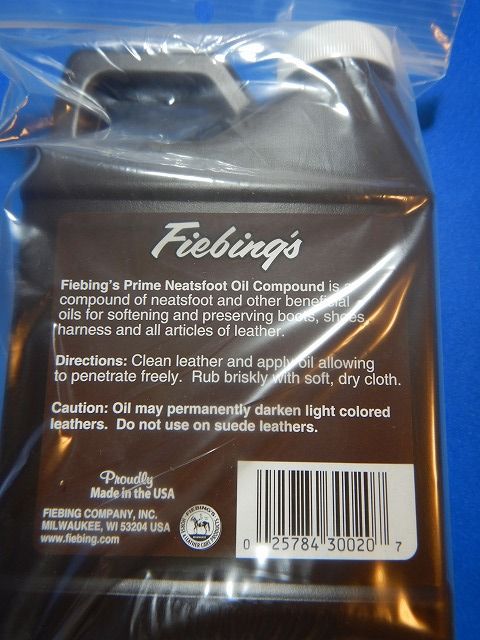 Fiebing's
Fiebing's Prime Neatsfoot Oil Compound is a
compound of neatsfoot and other beneficial
oils for softening and preserving boots, shoes,
harness and all articles of leather.
Directions: Clean leather and apply oil allowing
to penetrate freely. Rub briskly with soft, dry cloth.
Caution: Oil may permanently darken light colored
leathers. Do not use on suede leathers.
Proudly
Made in the USA
FIEBING COMPANY, INC.
MILWAUKEE, WI 53204 USA
www.fiebing.com
0 25784 30020 7